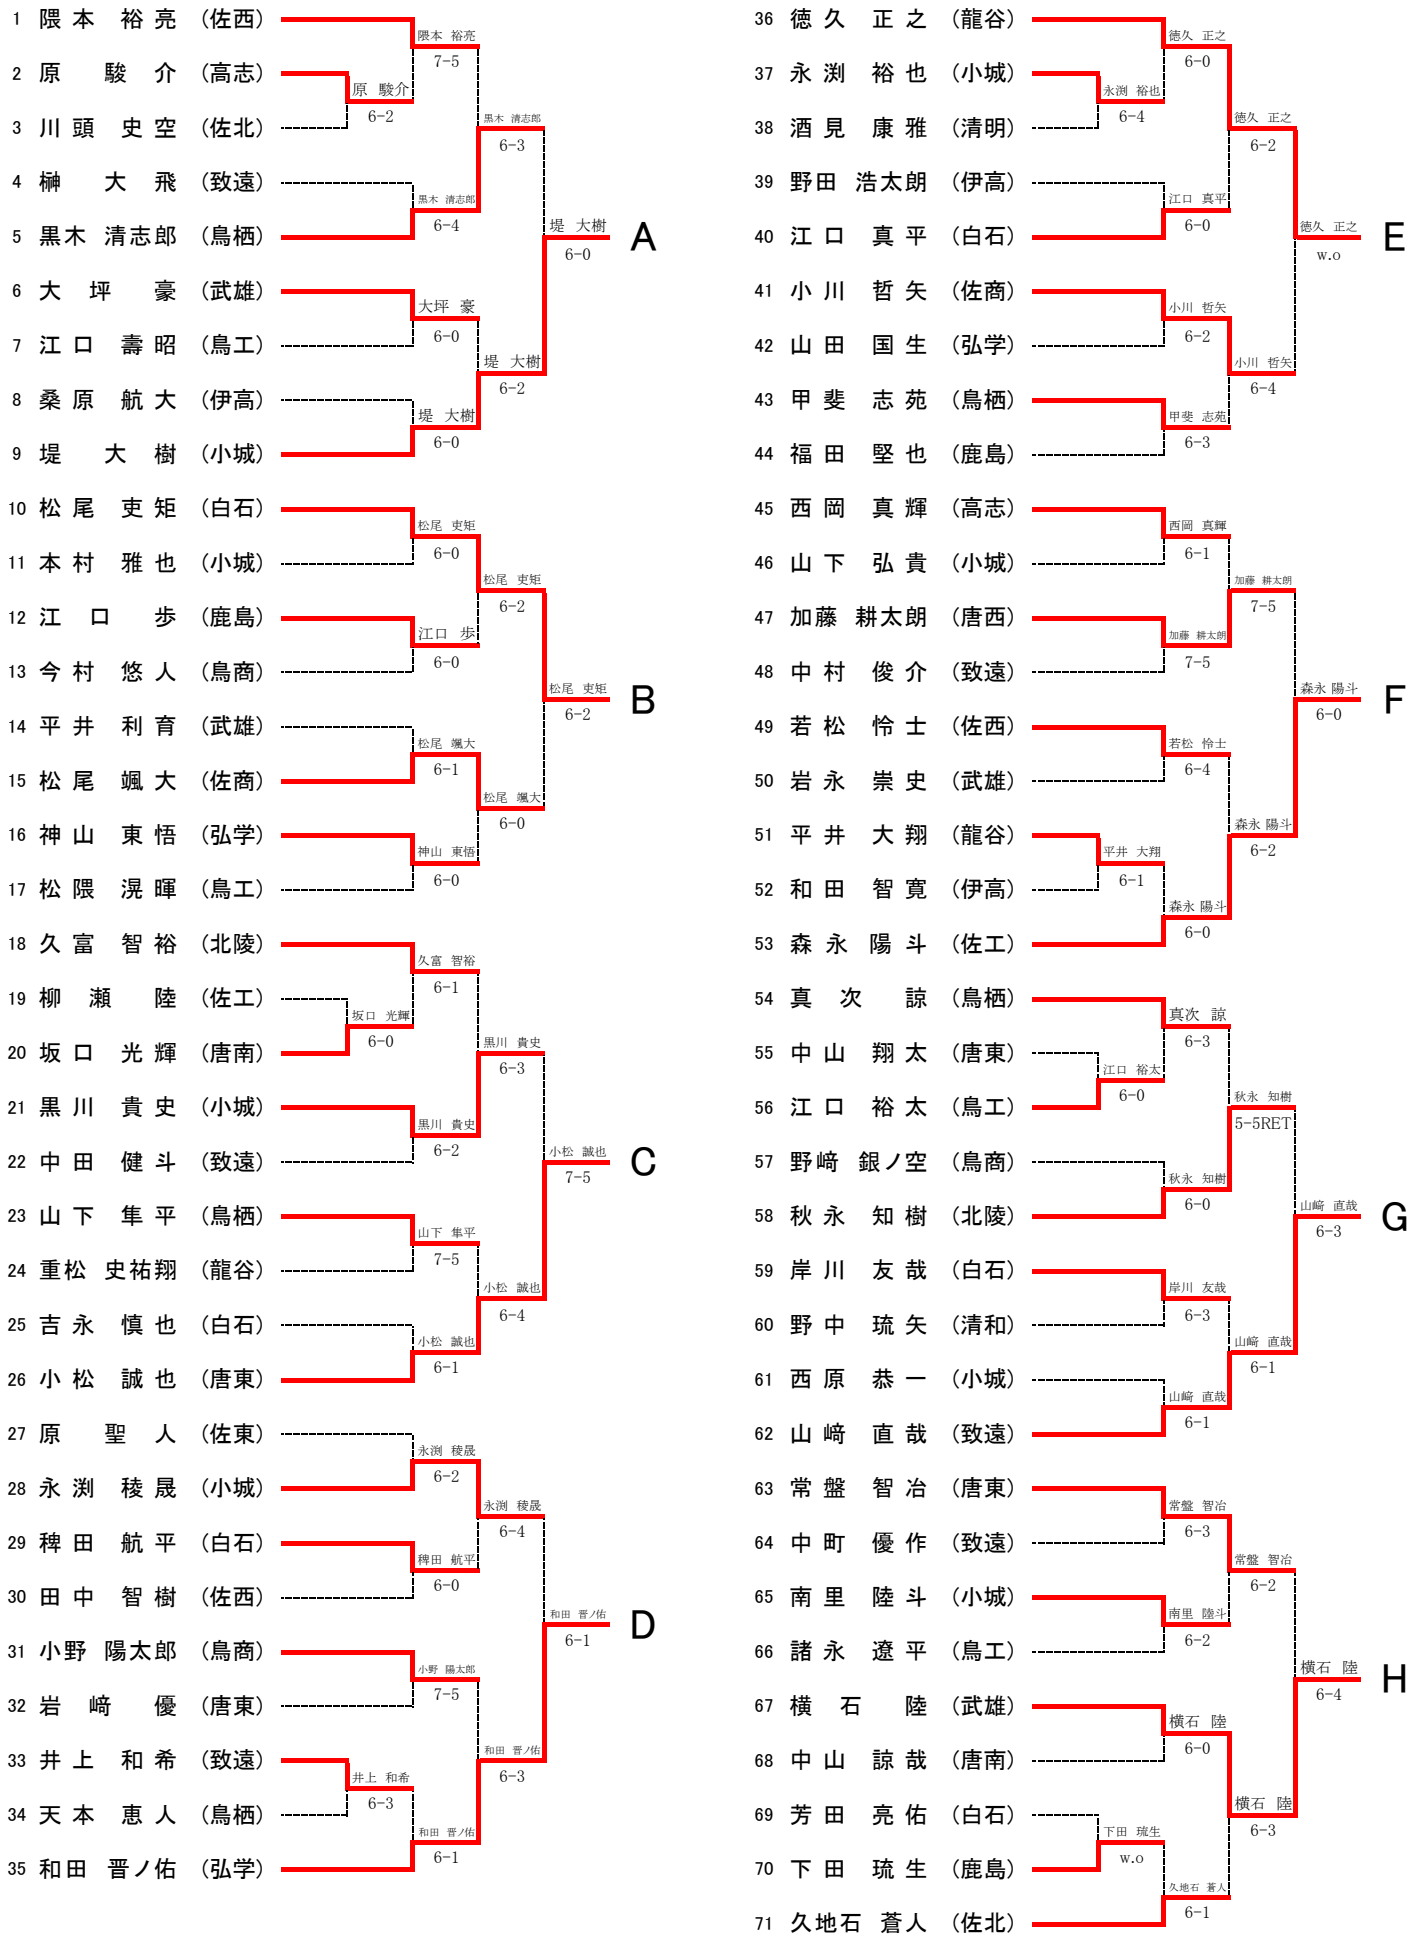 1 隈本 裕亮 (佐西)
隈本 裕亮
7-5
2 原 駿介 (高志)
原 駿介
6-2
3 川頭 史空 (佐北)
黒木 清志郎
6-3
4 榊 大飛 (致遠)
黒木 清志郎
6-4
5 黒木 清志郎 (鳥栖)
堤 大樹
6-0
A
6 大坪 豪 (武雄)
大坪 豪
6-0
7 江口 壽昭 (鳥工)
堤 大樹
6-2
8 桑原 航大 (伊高)
堤 大樹
6-0
9 堤 大樹 (小城)
10 松尾 吏矩 (白石)
松尾 吏矩
6-0
11 本村 雅也 (小城)
松尾 吏矩
6-2
12 江口 歩 (鹿島)
江口 歩
6-0
13 今村 悠人 (鳥商)
松尾 吏矩
6-2
B
14 平井 利育 (武雄)
松尾 颯大
6-1
15 松尾 颯大 (佐商)
松尾 颯大
6-0
16 神山 東悟 (弘学)
神山 東悟
6-0
17 松隈 滉暉 (鳥工)
18 久富 智裕 (北陵)
久富 智裕
6-1
19 柳瀬 陸 (佐工)
坂口 光輝
6-0
20 坂口 光輝 (唐南)
黒川 貴史
6-3
21 黒川 貴史 (小城)
黒川 貴史
6-2
22 中田 健斗 (致遠)
小松 誠也
7-5
C
23 山下 隼平 (鳥栖)
山下 隼平
7-5
24 重松 史祐翔 (龍谷)
小松 誠也
6-4
25 吉永 慎也 (白石)
小松 誠也
6-1
26 小松 誠也 (唐東)
27 原 聖人 (佐東)
永渕 稜晟
6-2
28 永渕 稜晟 (小城)
永渕 稜晟
6-4
29 稗田 航平 (白石)
稗田 航平
6-0
30 田中 智樹 (佐西)
和田 晋ノ佑
6-1
D
31 小野 陽太郎 (鳥商)
小野 陽太郎
7-5
32 岩﨑 優 (唐東)
和田 晋ノ佑
6-3
33 井上 和希 (致遠)
井上 和希
6-3
34 天本 恵人 (鳥栖)
和田 晋ノ佑
6-1
35 和田 晋ノ佑 (弘学)
36 徳久 正之 (龍谷)
徳久 正之
6-0
37 永渕 裕也 (小城)
永渕 裕也
6-4
38 酒見 康雅 (清明)
徳久 正之
6-2
39 野田 浩太朗 (伊高)
江口 真平
6-0
40 江口 真平 (白石)
徳久 正之
w.o
E
41 小川 哲矢 (佐商)
小川 哲矢
6-2
42 山田 国生 (弘学)
小川 哲矢
6-4
43 甲斐 志苑 (鳥栖)
甲斐 志苑
6-3
44 福田 堅也 (鹿島)
45 西岡 真輝 (高志)
西岡 真輝
6-1
46 山下 弘貴 (小城)
加藤 耕太朗
7-5
47 加藤 耕太朗 (唐西)
加藤 耕太朗
7-5
48 中村 俊介 (致遠)
森永 陽斗
6-0
F
49 若松 怜士 (佐西)
若松 怜士
6-4
50 岩永 崇史 (武雄)
森永 陽斗
6-2
51 平井 大翔 (龍谷)
平井 大翔
6-1
52 和田 智寛 (伊高)
森永 陽斗
6-0
53 森永 陽斗 (佐工)
54 真次 諒 (鳥栖)
真次 諒
6-3
55 中山 翔太 (唐東)
江口 裕太
6-0
56 江口 裕太 (鳥工)
秋永 知樹
5-5RET
57 野﨑 銀ノ空 (鳥商)
秋永 知樹
6-0
58 秋永 知樹 (北陵)
山﨑 直哉
6-3
G
59 岸川 友哉 (白石)
岸川 友哉
6-3
60 野中 琉矢 (清和)
山﨑 直哉
6-1
61 西原 恭一 (小城)
山﨑 直哉
6-1
62 山﨑 直哉 (致遠)
63 常盤 智冶 (唐東)
常盤 智冶
6-3
64 中町 優作 (致遠)
常盤 智冶
6-2
65 南里 陸斗 (小城)
南里 陸斗
6-2
66 諸永 遼平 (鳥工)
横石 陸
6-4
H
67 横石 陸 (武雄)
横石 陸
6-0
68 中山 諒哉 (唐南)
横石 陸
6-3
69 芳田 亮佑 (白石)
下田 琉生
w.o
70 下田 琉生 (鹿島)
久地石 蒼人
6-1
71 久地石 蒼人 (佐北)